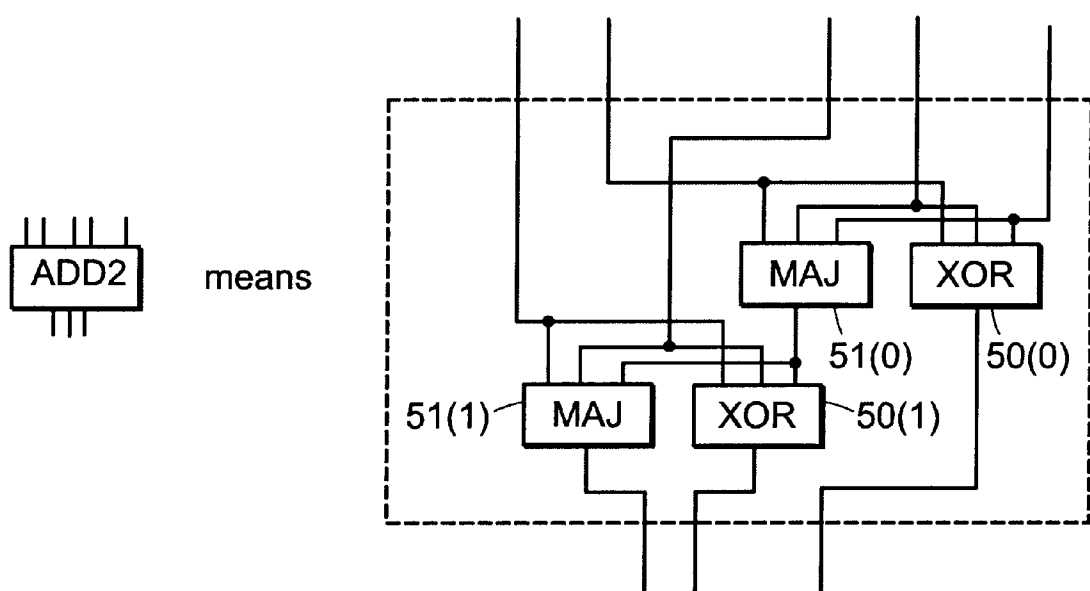 ADD2
means
MAJ
XOR
51(0)
50(0)
51(1)
MAJ
XOR
50(1)